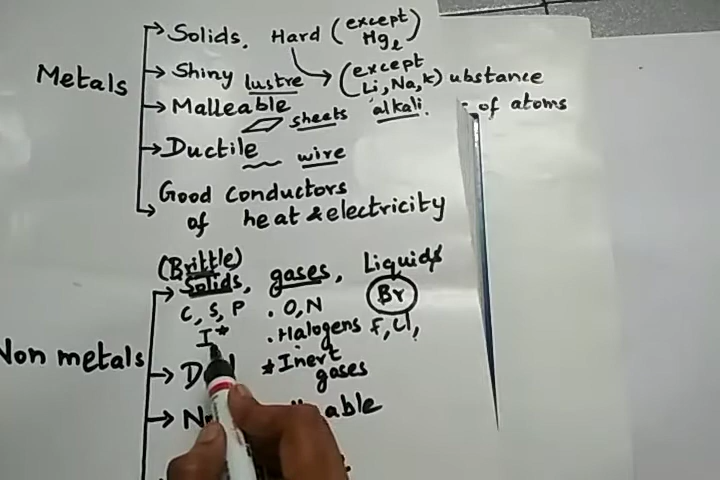 Metals
Solids, Hard (except Hgℓ)
Shiny lustre (except Li, Na, K) ubstance
Malleable sheets alkali. of atoms
Ductile wire
Good conductors
of heat & electricity
(Brittle)
Solids, gases, Liquids
C, S, P . O, N Br
I* . Halogens F, Cl,
Non metals
* Inert
gases
able